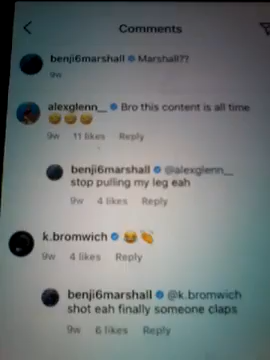 Comments
benji6marshall Marshall??
9w
alexglenn__ Bro this content is all time
😂😂😂
9w 11 likes Reply
benji6marshall @alexglenn__
stop pulling my leg eah
9w 4 likes Reply
k.bromwich 😂👏
9w 4 likes Reply
benji6marshall @k.bromwich
shot eah finally someone claps
9w 6 likes Reply